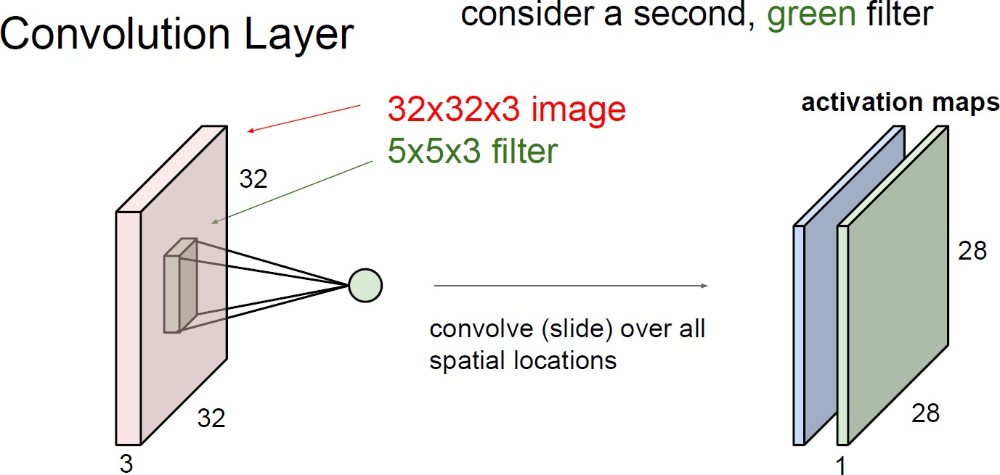 Convolution Layer
consider a second, green filter
32x32x3 image
5x5x3 filter
activation maps
32
28
convolve (slide) over all
spatial locations
32
28
3
1